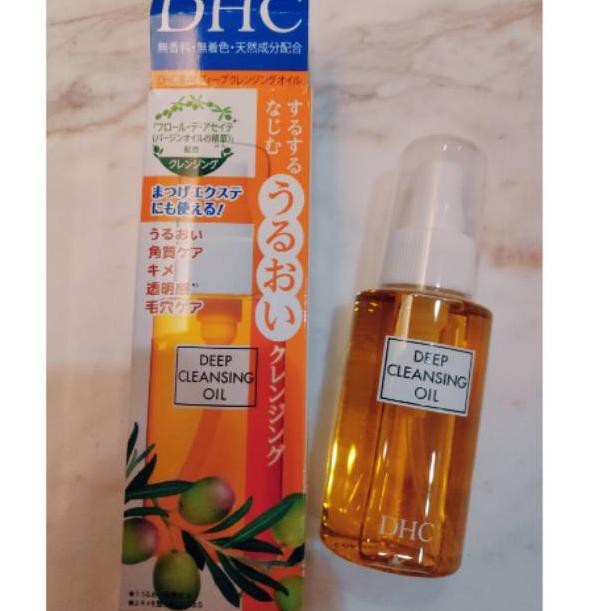 DHC
無香料・無着色・天然成分配合
ディープクレンジングオイル
「フロール・デ・アセイテ
(バージンオイルの精華)」
配合
クレンジング
するする
なじむ
うるおい
クレンジング
まつげエクステ
にも使える!
うるおい
角質ケア
キメ
透明感
毛穴ケア
DEEP
CLEANSING
OIL
DEEP
CLEANSING
OIL
DHC